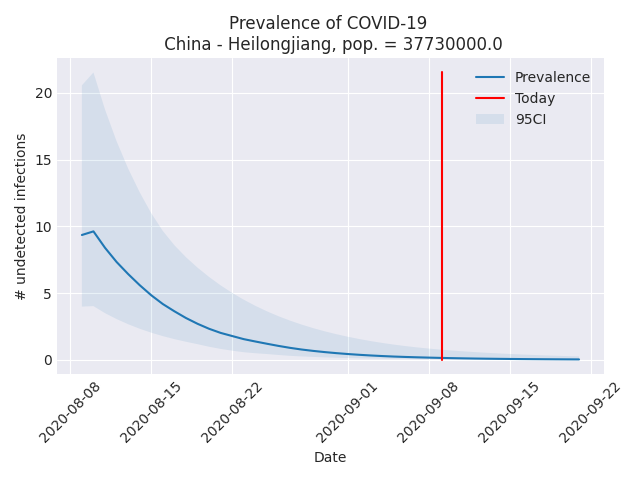 Prevalence of COVID-19
China - Heilongjiang, pop. = 37730000.0
Prevalence
Today
95CI
# undetected infections
20
15
10
5
0
2020-08-08
2020-08-15
2020-08-22
2020-09-01
2020-09-08
2020-09-15
2020-09-22
Date